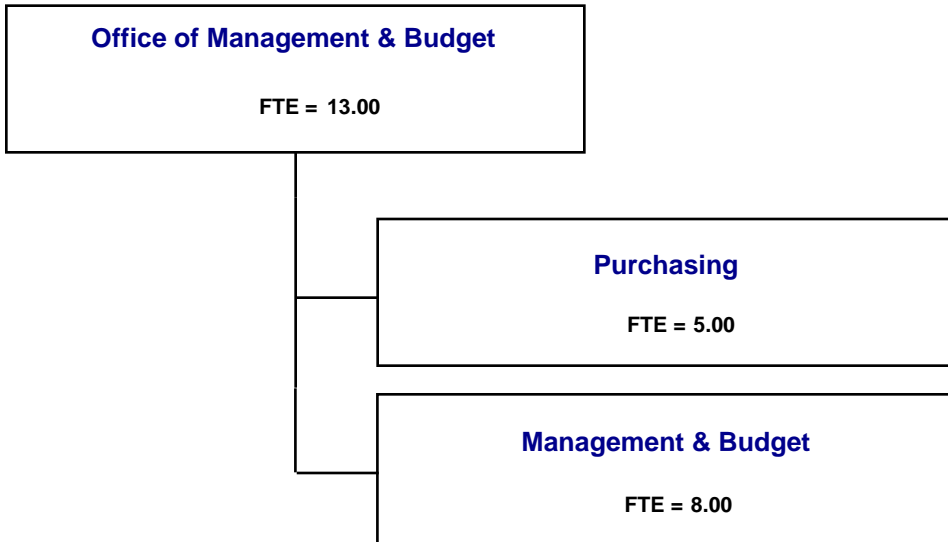 Office of Management & Budget
FTE = 13.00
Purchasing
FTE = 5.00
Management & Budget
FTE = 8.00